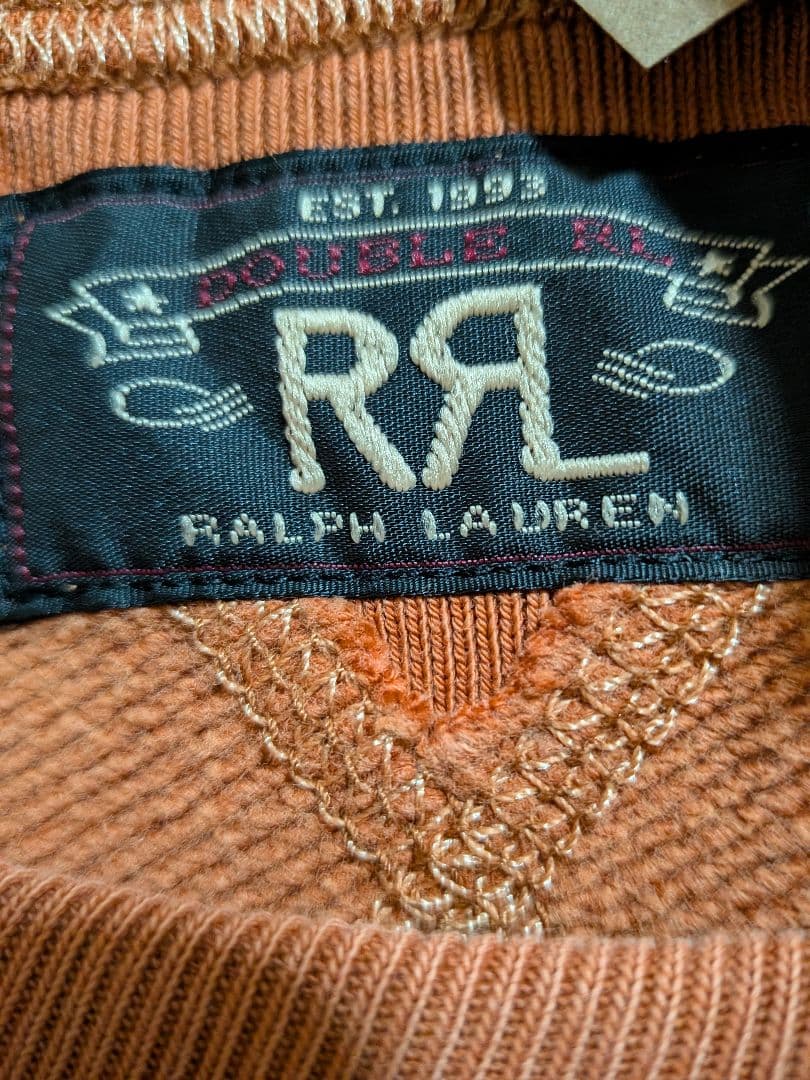 EST. 1993
DOUBLE RL
RRL
RALPH LAUREN